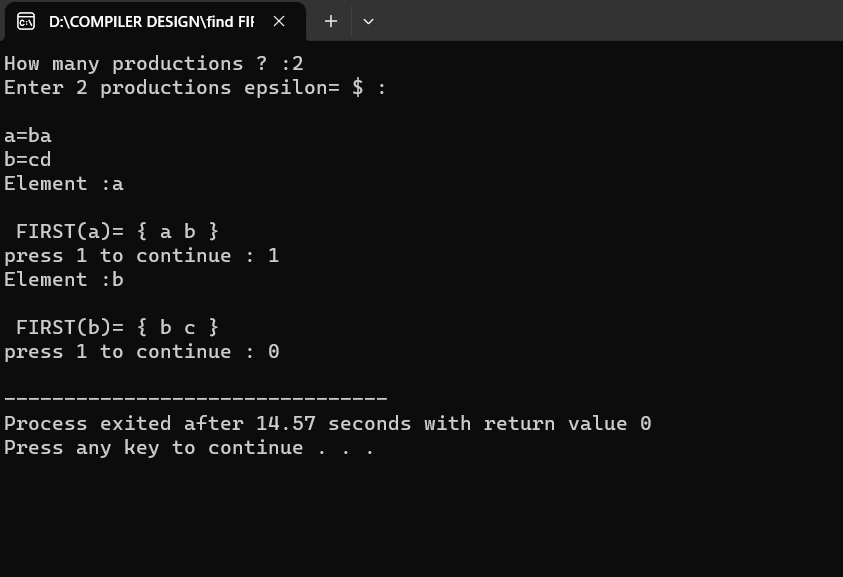 D:\COMPILER DESIGN\find FIF
How many productions ? :2
Enter 2 productions epsilon= $ :
a=ba
b=cd
Element :a
FIRST(a)= { a b }
press 1 to continue : 1
Element :b
FIRST(b)= { b c }
press 1 to continue : 0
--------------------------------
Process exited after 14.57 seconds with return value 0
Press any key to continue . . .